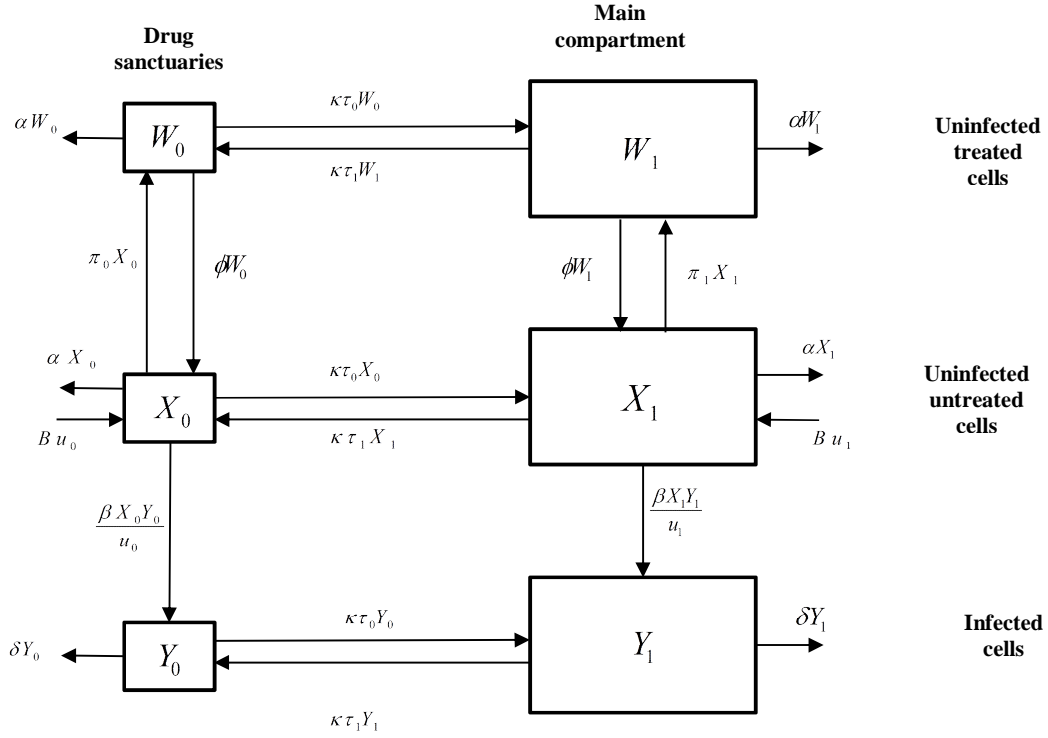 Drug
sanctuaries
Main
compartment
αW₀
W₀
κτ₀W₀
κτ₁W₁
W₁
αW₁
Uninfected
treated
cells
π₀X₀
ϕW₀
ϕW₁
π₁X₁
α X₀
Bu₀
X₀
κτ₀X₀
κτ₁X₁
X₁
αX₁
Bu₁
Uninfected
untreated
cells
βX₀Y₀
u₀
βX₁Y₁
u₁
δY₀
Y₀
κτ₀Y₀
κτ₁Y₁
Y₁
δY₁
Infected
cells